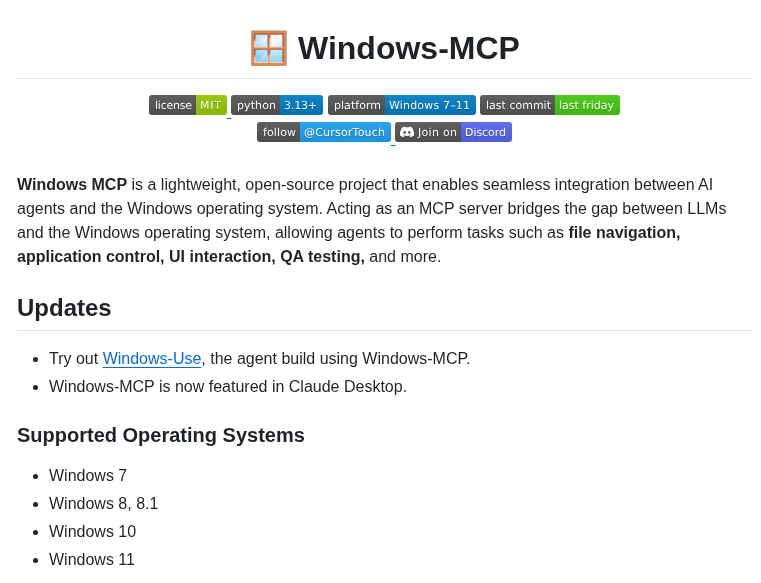 Windows-MCP
license MIT python 3.13+ platform Windows 7–11 last commit last friday
follow @CursorTouch Join on Discord
Windows MCP is a lightweight, open-source project that enables seamless integration between AI
agents and the Windows operating system. Acting as an MCP server bridges the gap between LLMs
and the Windows operating system, allowing agents to perform tasks such as file navigation,
application control, UI interaction, QA testing, and more.
Updates
Try out Windows-Use, the agent build using Windows-MCP.
Windows-MCP is now featured in Claude Desktop.
Supported Operating Systems
Windows 7
Windows 8, 8.1
Windows 10
Windows 11